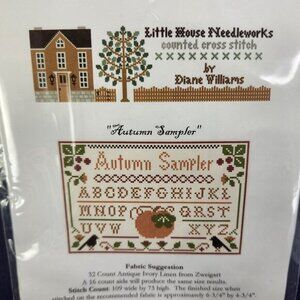 Little House Needleworks
counted cross stitch
by
Diane Williams
"Autumn Sampler"
Autumn Sampler
ABCDEFGHIJKL
MNOP QRST
UVW XYZ
Fabric Suggestion
32 Count Antique Ivory Linen from Zweigart
A 16 count aida will produce the same size results.
Stitch Count: 109 wide by 73 high. The finished size when
stitched on the recommended fabric is approximately 6-3/4" by 4-3/4".